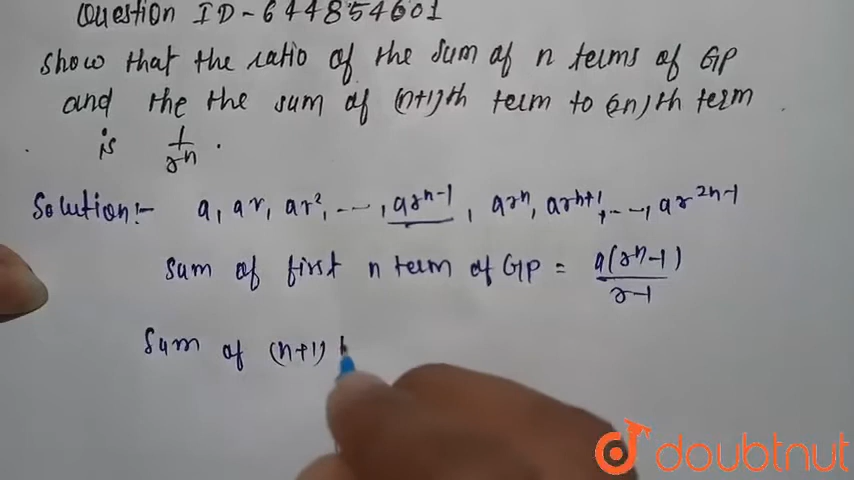 Question ID-644854601
show that the ratio of the sum of n terms of GP
and the the sum of (n+1)th term to (2n)th term
is 1/rⁿ .
Solution:- a, ar, ar², ..., arⁿ⁻¹, arⁿ, arⁿ⁺¹, ..., ar²ⁿ⁻¹
Sum of first n term of GP = a(rⁿ-1)/r-1
Sum of (n+1) t
doubtnut